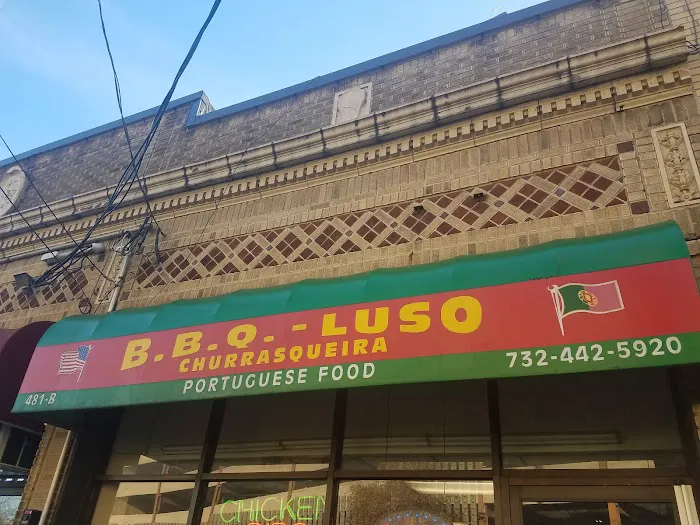 B.B.Q.-LUSO
CHURRASQUEIRA
PORTUGUESE FOOD
481-B
732-442-5920
CHICKEN